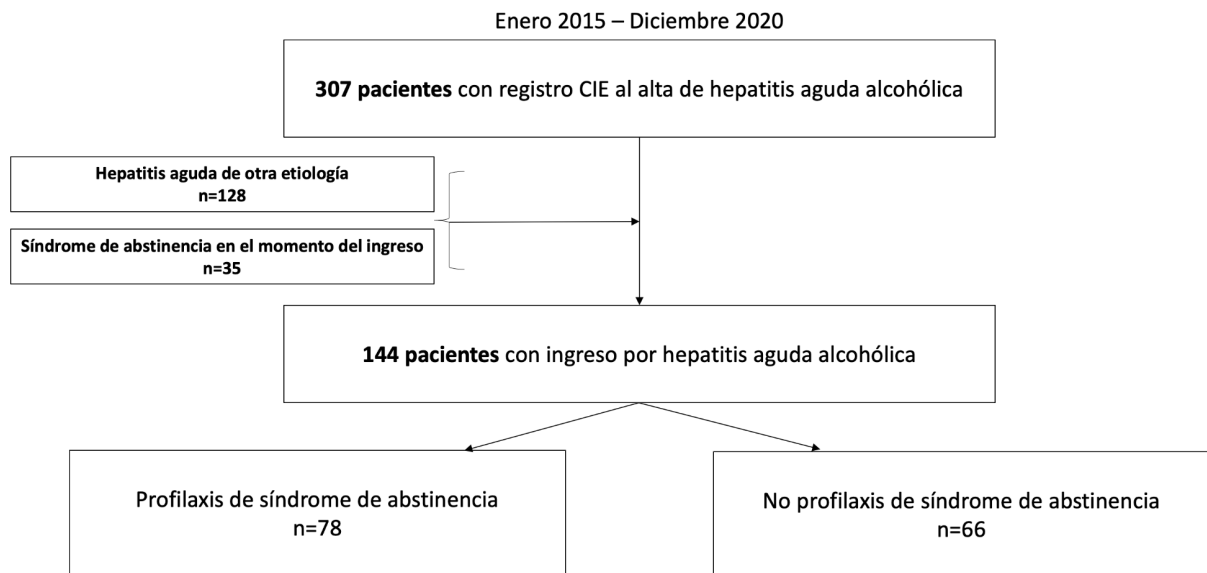 Enero 2015 – Diciembre 2020
307 pacientes con registro CIE al alta de hepatitis aguda alcohólica
Hepatitis aguda de otra etiología
n=128
Síndrome de abstinencia en el momento del ingreso
n=35
144 pacientes con ingreso por hepatitis aguda alcohólica
Profilaxis de síndrome de abstinencia
n=78
No profilaxis de síndrome de abstinencia
n=66